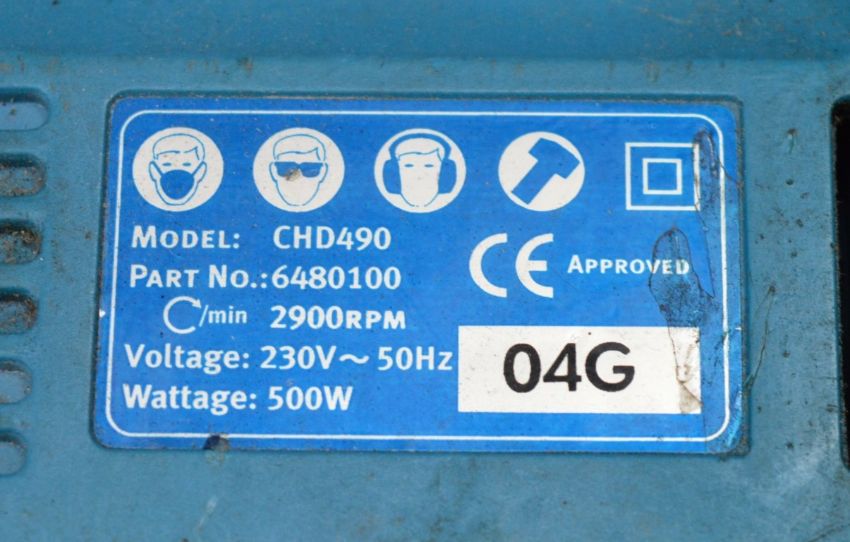 MODEL: CHD490
PART NO.:6480100
/min 2900RPM
Voltage: 230V~ 50Hz
Wattage: 500W
CE APPROVED
04G